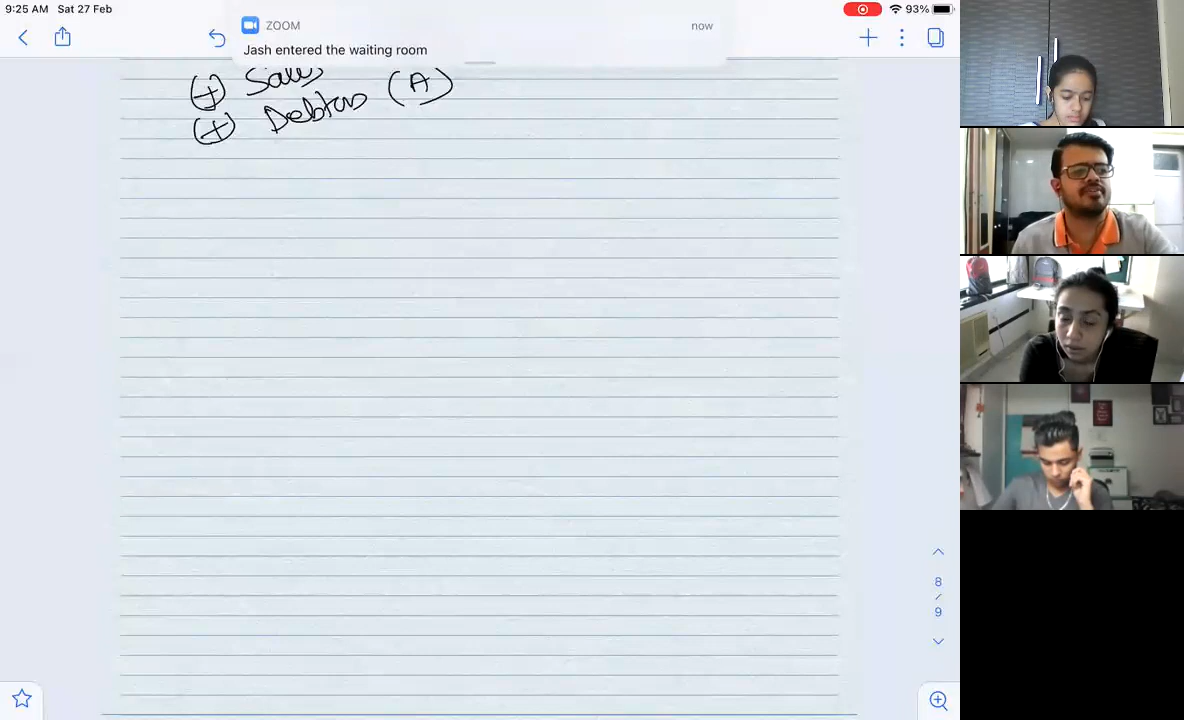 9:25 AM Sat 27 Feb
93%
ZOOM
now
Jash entered the waiting room
+ Sales
+ Debtors (A)
8
/
9